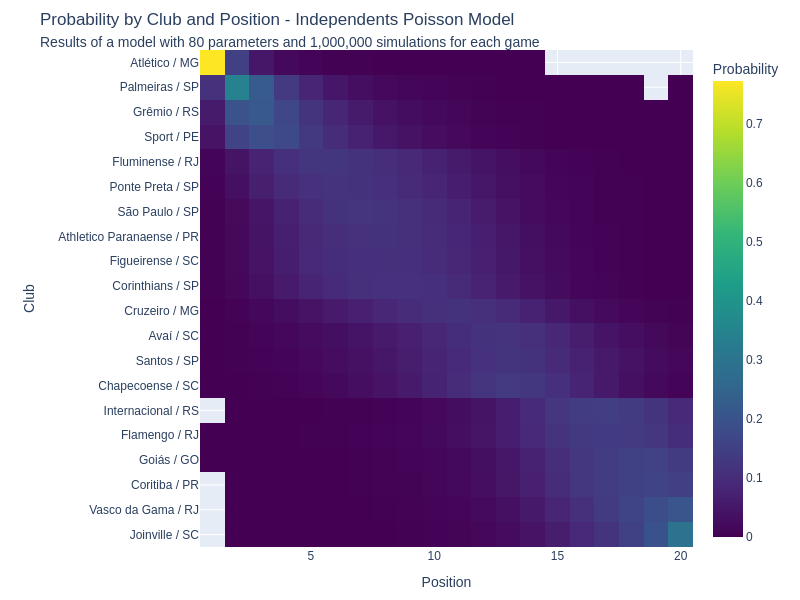 Probability by Club and Position - Independents Poisson Model
Results of a model with 80 parameters and 1,000,000 simulations for each game
Probability
Club
Atlético / MG
Palmeiras / SP
Grêmio / RS
Sport / PE
Fluminense / RJ
Ponte Preta / SP
São Paulo / SP
Athletico Paranaense / PR
Figueirense / SC
Corinthians / SP
Cruzeiro / MG
Avaí / SC
Santos / SP
Chapecoense / SC
Internacional / RS
Flamengo / RJ
Goiás / GO
Coritiba / PR
Vasco da Gama / RJ
Joinville / SC
0.7
0.6
0.5
0.4
0.3
0.2
0.1
0
5
10
15
20
Position